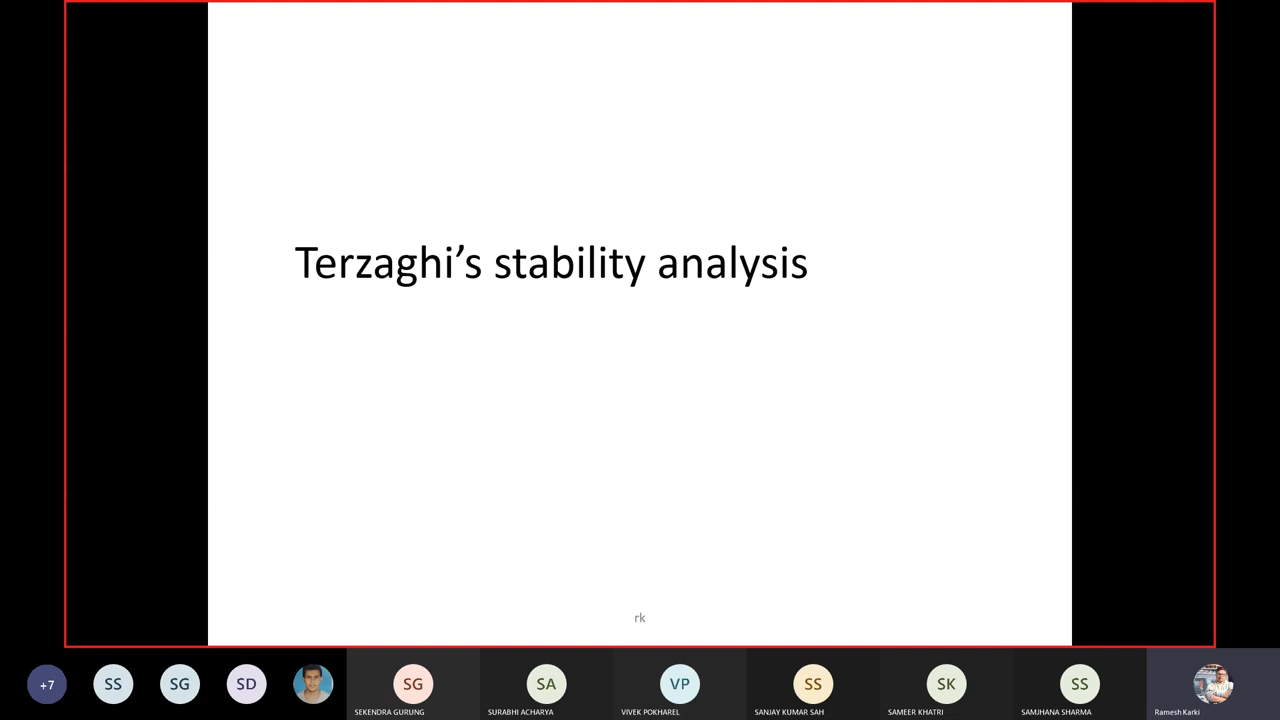 Terzaghi's stability analysis
rk
+7
SS
SG
SD
SG
SEKENDRA GURUNG
SA
SURABHI ACHARYA
VP
VIVEK POKHAREL
SS
SANJAY KUMAR SAH
SK
SAMEER KHATRI
SS
SAMJHANA SHARMA
Ramesh Karki